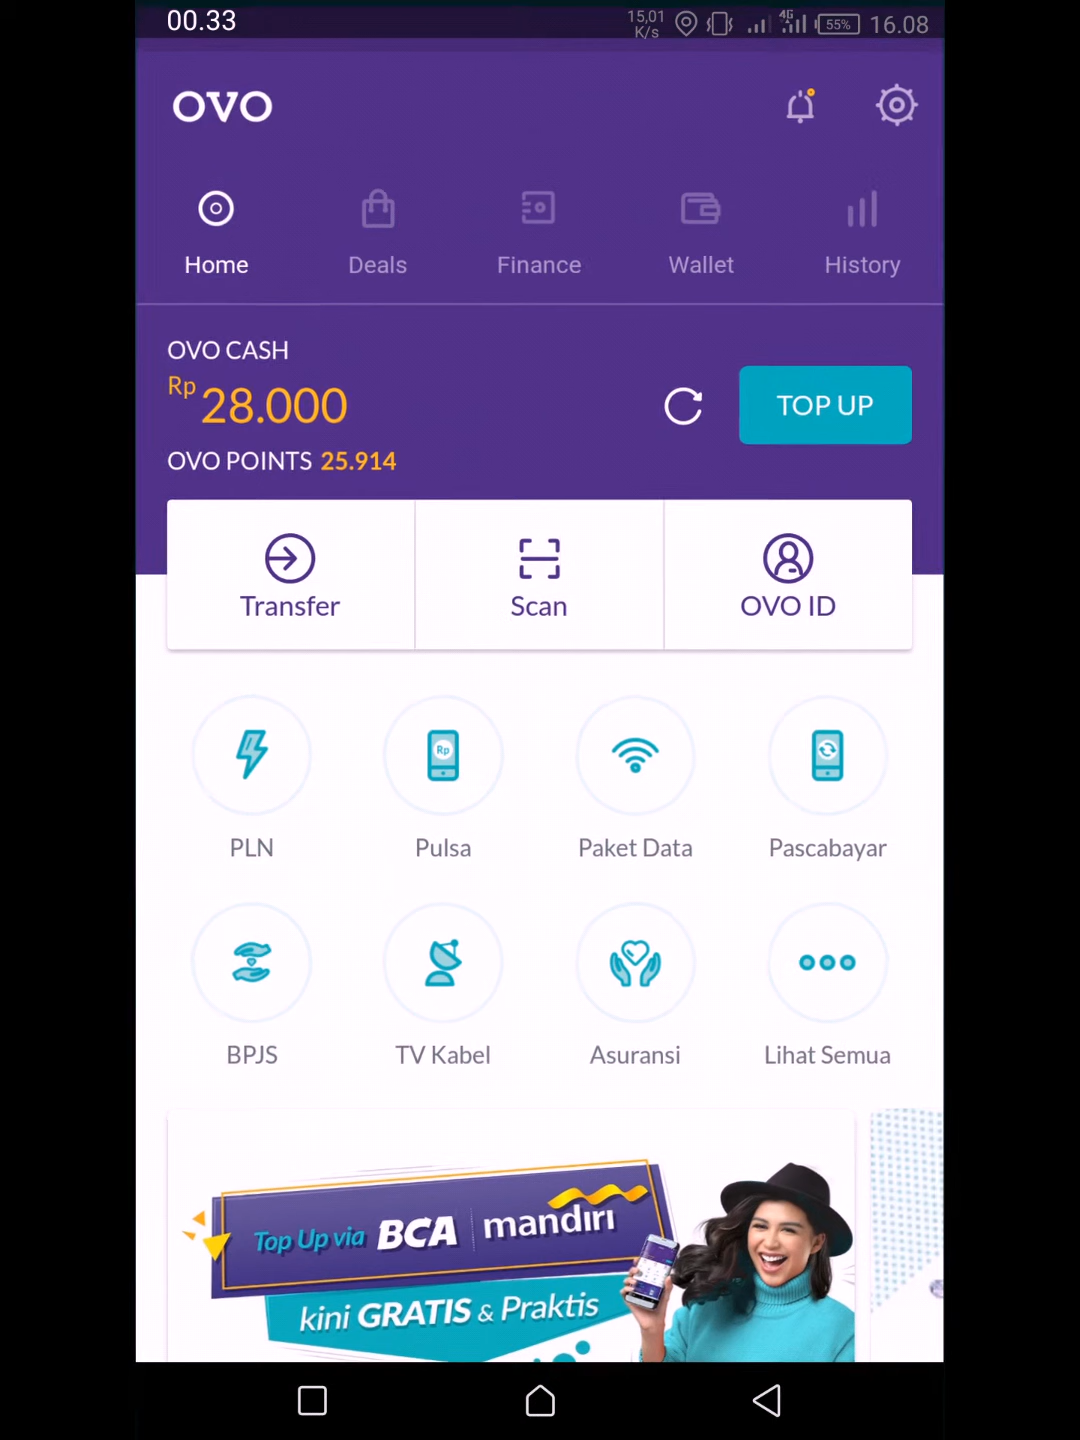 00.33
15,01
K/s
4G
55%
16.08
OVO
Home
Deals
Finance
Wallet
History
OVO CASH
Rp 28.000
TOP UP
OVO POINTS 25.914
Transfer
Scan
OVO ID
Rp
PLN
Pulsa
Paket Data
Pascabayar
BPJS
TV Kabel
Asuransi
Lihat Semua
Top Up via BCA mandiri
kini GRATIS & Praktis